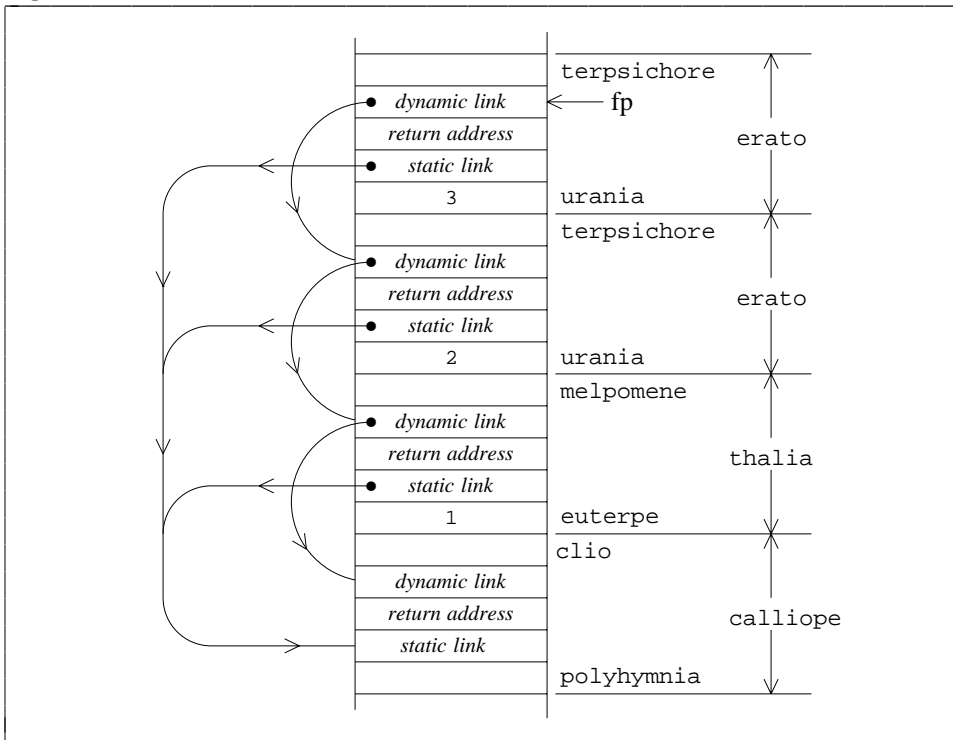 terpsichore
dynamic link
fp
return address
erato
static link
3
urania
terpsichore
dynamic link
return address
erato
static link
2
urania
melpomene
dynamic link
return address
thalia
static link
1
euterpe
clio
dynamic link
return address
calliope
static link
polyhymnia